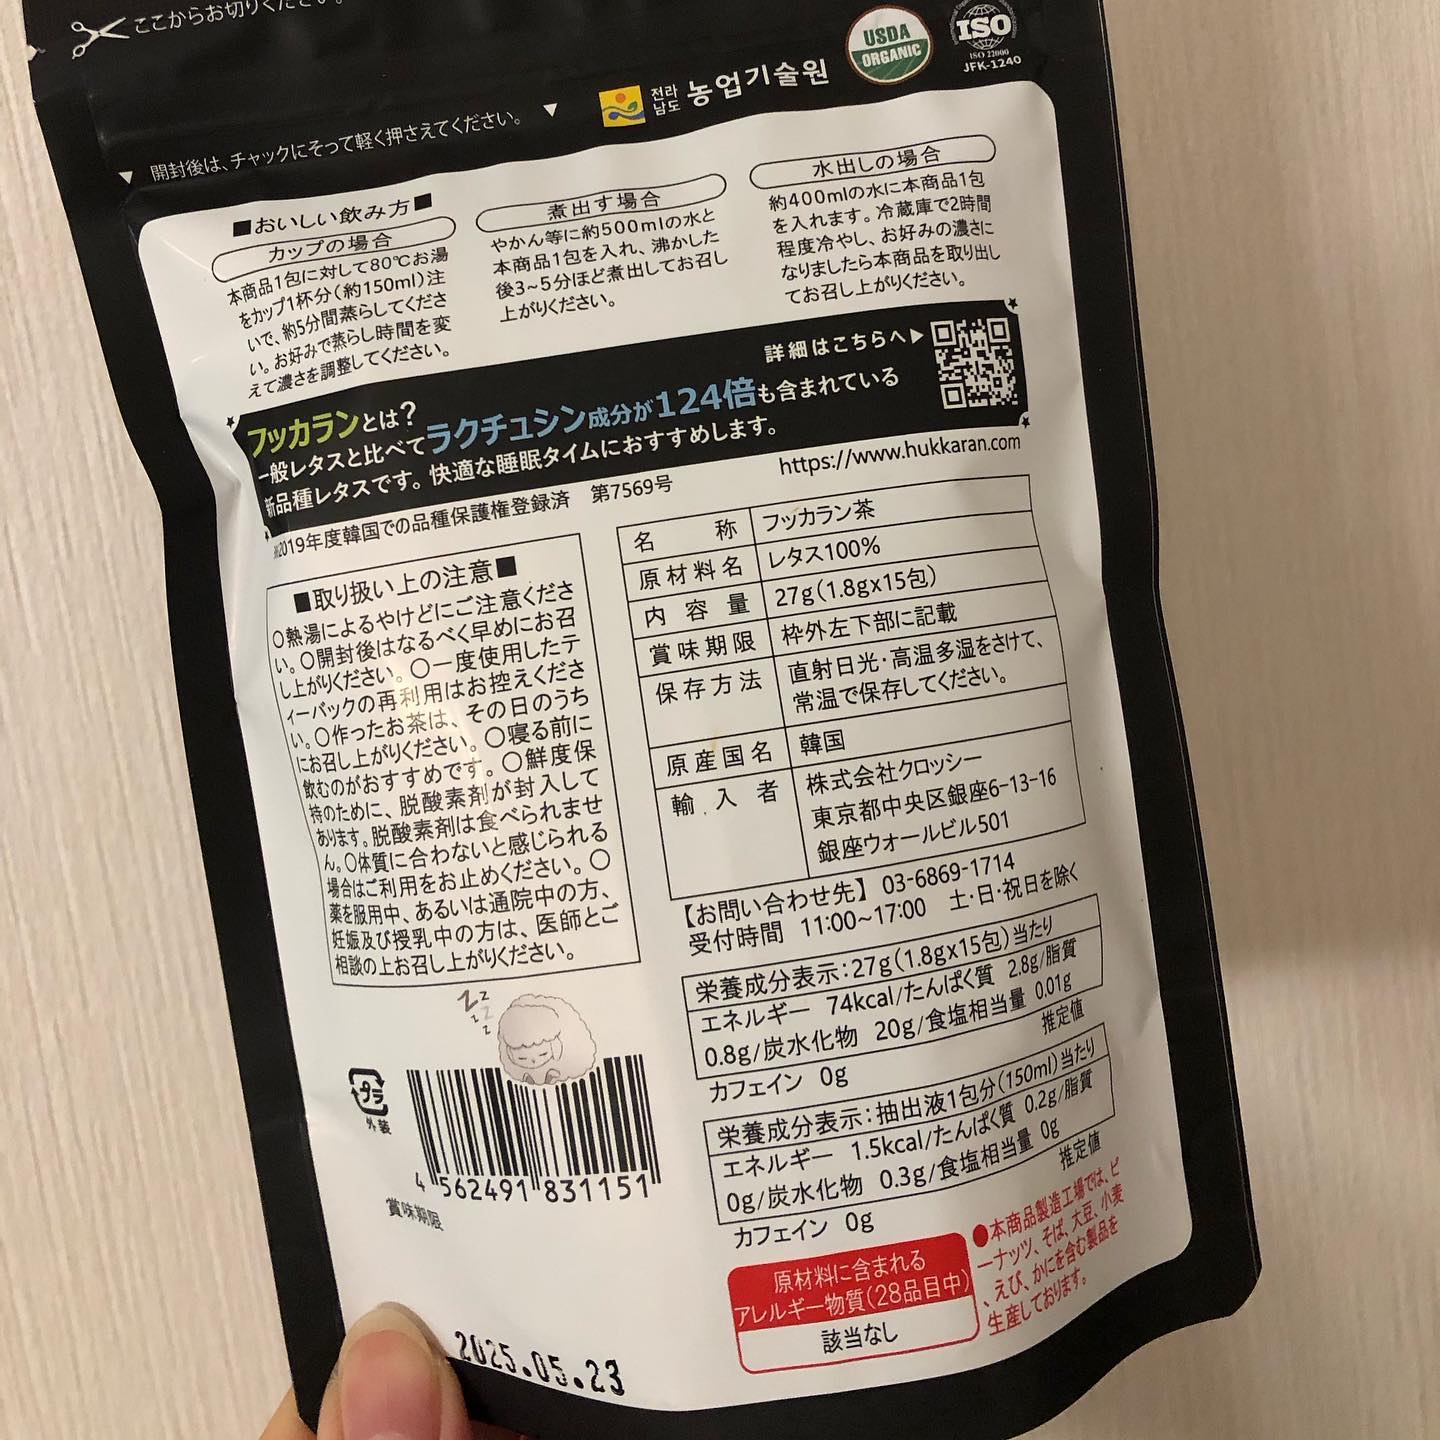 ここからお切りください。
▼ 開封後は、チャックにそって軽く押さえてください。 ▼
전라남도 농업기술원
USDA
ORGANIC
ISO
ISO 22000
JFK-1240
■おいしい飲み方■
カップの場合
本商品1包に対して80℃お湯
をカップ1杯分(約150ml)注
いで、約5分間蒸らしてくださ
い。お好みで蒸らし時間を変
えて濃さを調整してください。
煮出す場合
やかん等に約500mlの水と
本商品1包を入れ、沸かした
後3~5分ほど煮出してお召し
上がりください。
水出しの場合
約400mlの水に本商品1包
を入れます。冷蔵庫で2時間
程度冷やし、お好みの濃さに
なりましたら本商品を取り出し
てお召し上がりください。
詳細はこちらへ▶
フッカランとは?
一般レタスと比べてラクチュシン成分が124倍も含まれている
新品種レタスです。快適な睡眠タイムにおすすめします。
https://www.hukkaran.com
※2019年度韓国での品種保護権登録済 第7569号
■取り扱い上の注意■
○熱湯によるやけどにご注意くださ
い。○開封後はなるべく早めにお召
し上がりください。○一度使用したテ
ィーバックの再利用はお控えくださ
い。○作ったお茶は、その日のうち
にお召し上がりください。○寝る前に
飲むのがおすすめです。○鮮度保
持のために、脱酸素剤が封入して
あります。脱酸素剤は食べられませ
ん。○体質に合わないと感じられる
場合はご利用をお止めください。○
薬を服用中、あるいは通院中の方、
妊娠及び授乳中の方は、医師とご
相談の上お召し上がりください。
名称 フッカラン茶
原材料名 レタス100%
内容量 27g(1.8gx15包)
賞味期限 枠外左下部に記載
保存方法 直射日光・高温多湿をさけて、
常温で保存してください。
原産国名 韓国
輸入者 株式会社クロッシー
東京都中央区銀座6-13-16
銀座ウォールビル501
【お問い合わせ先】 03-6869-1714
受付時間 11:00~17:00 土・日・祝日を除く
栄養成分表示:27g(1.8gx15包)当たり
エネルギー 74kcal/たんぱく質 2.8g/脂質
0.8g/炭水化物 20g/食塩相当量 0.01g
推定値
カフェイン 0g
栄養成分表示:抽出液1包分(150ml)当たり
エネルギー 1.5kcal/たんぱく質 0.2g/脂質
0g/炭水化物 0.3g/食塩相当量 0g
推定値
カフェイン 0g
zzzzz
プラ
外装
4 562491 831151
賞味期限
2025.05.23
原材料に含まれる
アレルギー物質(28品目中)
該当なし
●本商品製造工場では、ピ
ーナッツ、そば、大豆、小麦
、えび、かにを含む製品を
生産しております。